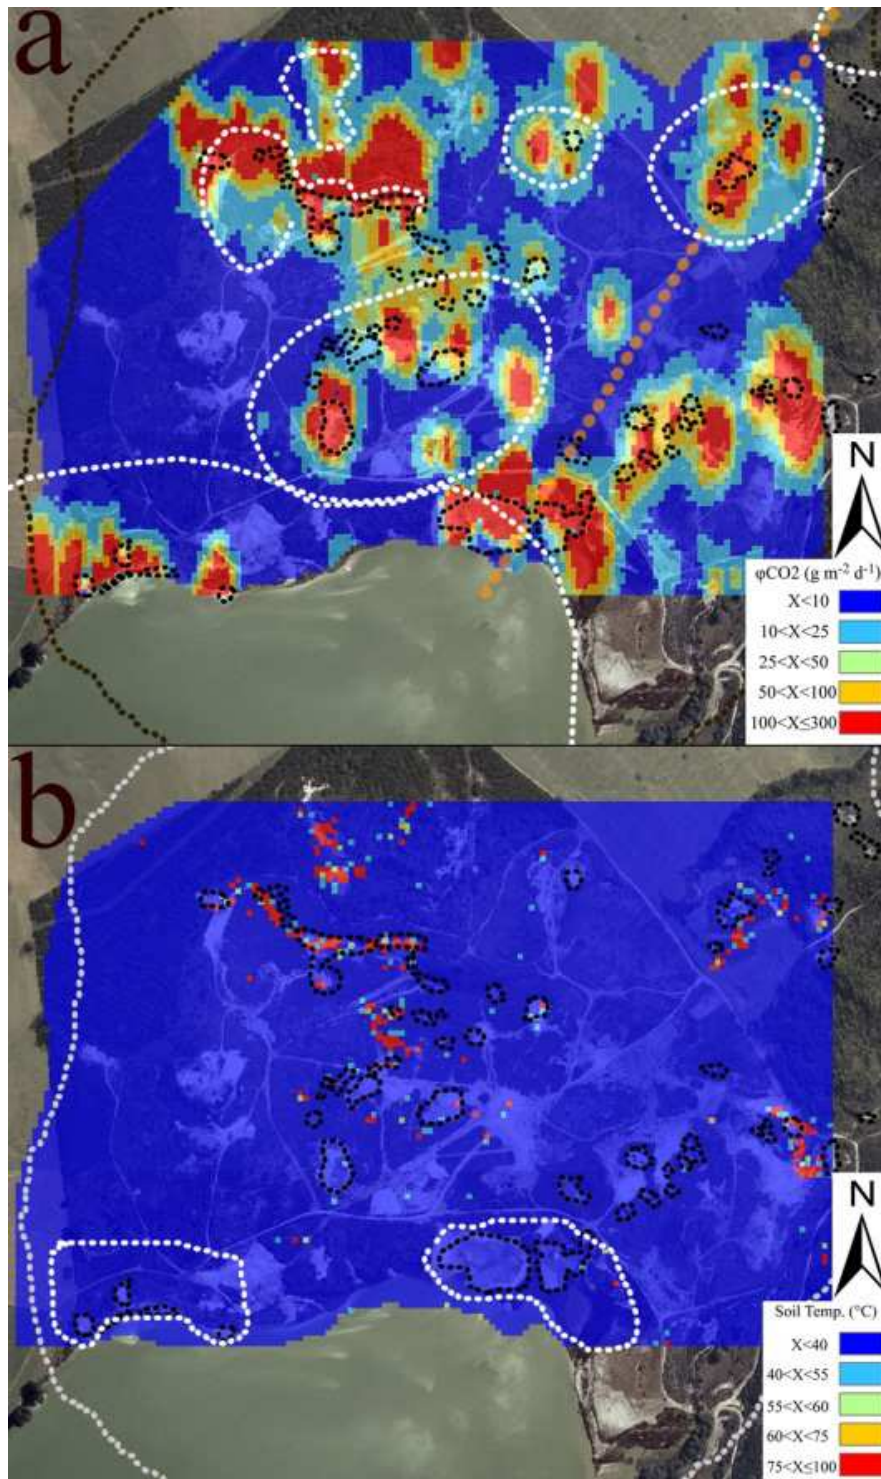 a
N
φCO2 (g m⁻² d⁻¹)
X<10
10<X<25
25<X<50
50<X<100
100<X≤300
b
N
Soil Temp. (°C)
X<40
40<X<55
55<X<60
60<X<75
75<X≤100